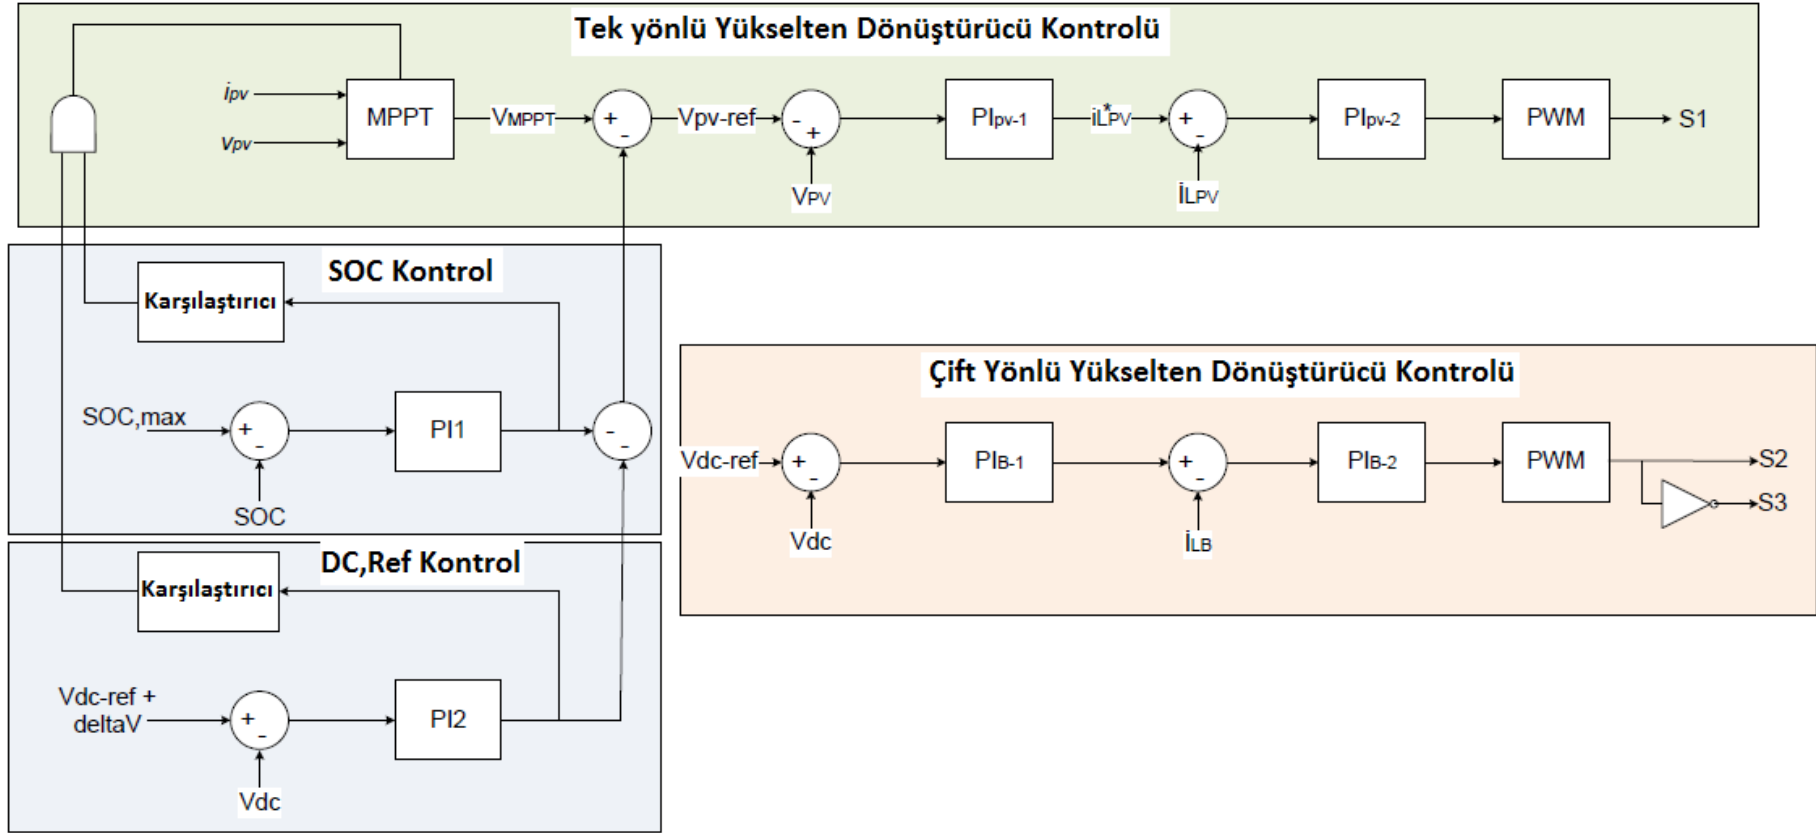 Tek yönlü Yükselten Dönüştürücü Kontrolü
ipv
vpv
MPPT
VMPPT
+
-
Vpv-ref
-
+
VPV
PIpv-1
iL*PV
+
-
iLPV
PIpv-2
PWM
S1
SOC Kontrol
Karşılaştırıcı
SOC,max
+
-
SOC
PI1
-
-
DC,Ref Kontrol
Karşılaştırıcı
Vdc-ref +
deltaV
+
-
Vdc
PI2
Çift Yönlü Yükselten Dönüştürücü Kontrolü
Vdc-ref
+
-
Vdc
PIB-1
+
-
iLB
PIB-2
PWM
S2
S3